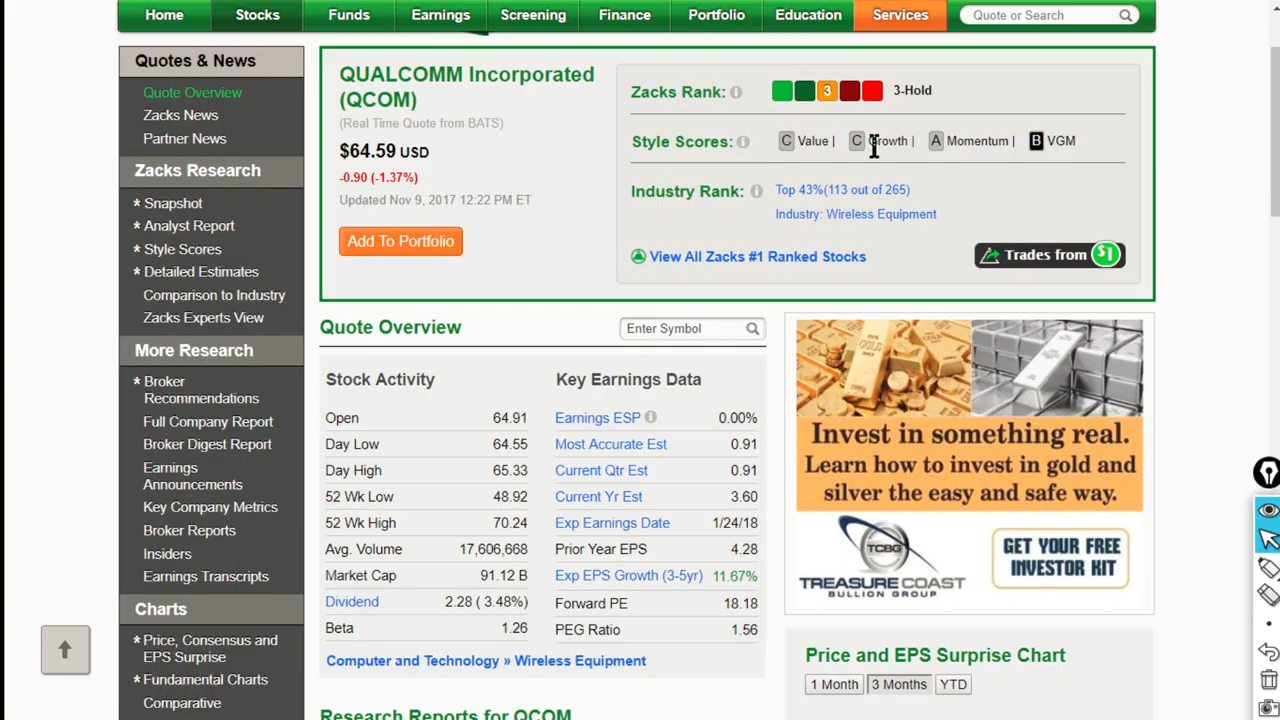 Home
Stocks
Funds
Earnings
Screening
Finance
Portfolio
Education
Services
Quote or Search
Quotes & News
Quote Overview
Zacks News
Partner News
Zacks Research
* Snapshot
* Analyst Report
* Style Scores
* Detailed Estimates
Comparison to Industry
Zacks Experts View
More Research
* Broker
Recommendations
Full Company Report
Broker Digest Report
Earnings
Announcements
Key Company Metrics
Broker Reports
Insiders
Earnings Transcripts
Charts
* Price, Consensus and
EPS Surprise
* Fundamental Charts
Comparative
QUALCOMM Incorporated
(QCOM)
(Real Time Quote from BATS)
$64.59 USD
-0.90 (-1.37%)
Updated Nov 9, 2017 12:22 PM ET
Add To Portfolio
Zacks Rank: 3 3-Hold
Style Scores: C Value | C Growth | A Momentum | B VGM
Industry Rank: Top 43%(113 out of 265)
Industry: Wireless Equipment
View All Zacks #1 Ranked Stocks
Trades from $1
Quote Overview
Enter Symbol
Stock Activity
Open 64.91
Day Low 64.55
Day High 65.33
52 Wk Low 48.92
52 Wk High 70.24
Avg. Volume 17,606,668
Market Cap 91.12 B
Dividend 2.28 ( 3.48%)
Beta 1.26
Key Earnings Data
Earnings ESP 0.00%
Most Accurate Est 0.91
Current Qtr Est 0.91
Current Yr Est 3.60
Exp Earnings Date 1/24/18
Prior Year EPS 4.28
Exp EPS Growth (3-5yr) 11.67%
Forward PE 18.18
PEG Ratio 1.56
Computer and Technology » Wireless Equipment
Research Reports for QCOM
Invest in something real.
Learn how to invest in gold and
silver the easy and safe way.
TCBG
TREASURE COAST
BULLION GROUP
GET YOUR FREE
INVESTOR KIT
Price and EPS Surprise Chart
1 Month
3 Months
YTD